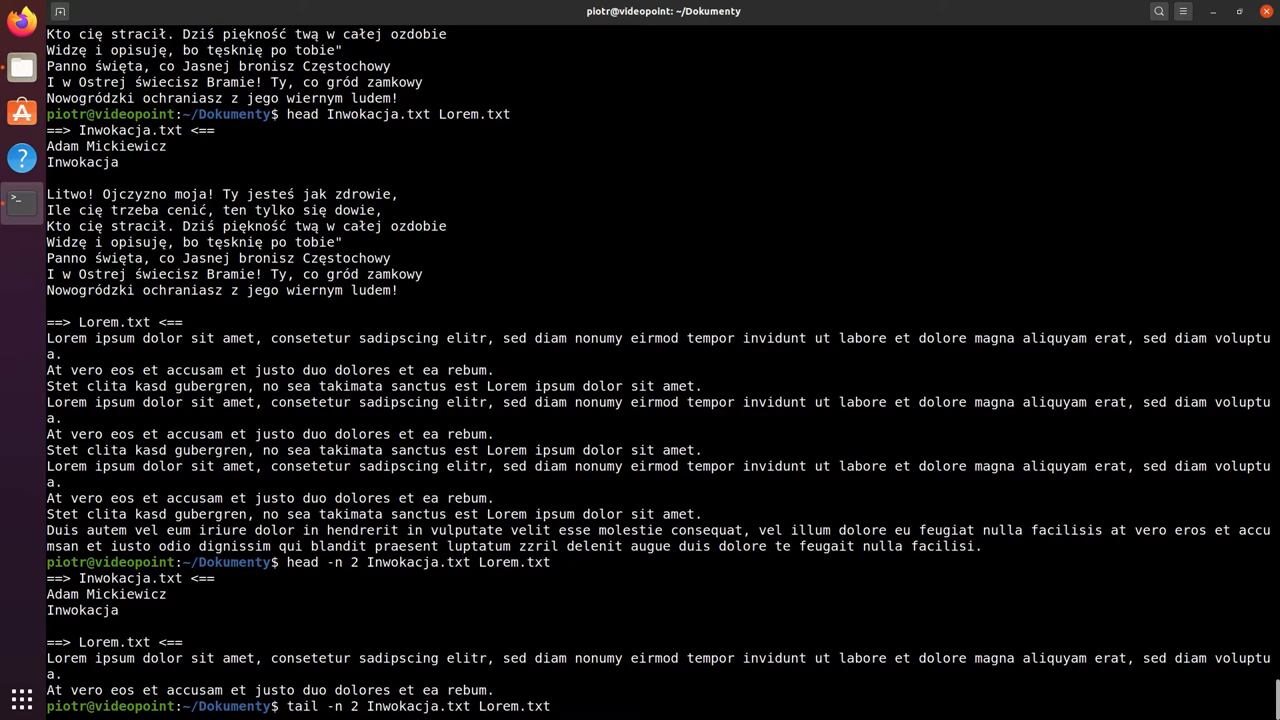 piotr@videopoint: ~/Dokumenty
Kto cię stracił. Dziś piękność twą w całej ozdobie
Widzę i opisuję, bo tęsknię po tobie"
Panno święta, co Jasnej bronisz Częstochowy
I w Ostrej świecisz Bramie! Ty, co gród zamkowy
Nowogródzki ochraniasz z jego wiernym ludem!
piotr@videopoint:~/Dokumenty$ head Inwokacja.txt Lorem.txt
==> Inwokacja.txt <==
Adam Mickiewicz
Inwokacja
Litwo! Ojczyzno moja! Ty jesteś jak zdrowie,
Ile cię trzeba cenić, ten tylko się dowie,
Kto cię stracił. Dziś piękność twą w całej ozdobie
Widzę i opisuję, bo tęsknię po tobie"
Panno święta, co Jasnej bronisz Częstochowy
I w Ostrej świecisz Bramie! Ty, co gród zamkowy
Nowogródzki ochraniasz z jego wiernym ludem!
==> Lorem.txt <==
Lorem ipsum dolor sit amet, consetetur sadipscing elitr, sed diam nonumy eirmod tempor invidunt ut labore et dolore magna aliquyam erat, sed diam voluptu
a.
At vero eos et accusam et justo duo dolores et ea rebum.
Stet clita kasd gubergren, no sea takimata sanctus est Lorem ipsum dolor sit amet.
Lorem ipsum dolor sit amet, consetetur sadipscing elitr, sed diam nonumy eirmod tempor invidunt ut labore et dolore magna aliquyam erat, sed diam voluptu
a.
At vero eos et accusam et justo duo dolores et ea rebum.
Stet clita kasd gubergren, no sea takimata sanctus est Lorem ipsum dolor sit amet.
Lorem ipsum dolor sit amet, consetetur sadipscing elitr, sed diam nonumy eirmod tempor invidunt ut labore et dolore magna aliquyam erat, sed diam voluptu
a.
At vero eos et accusam et justo duo dolores et ea rebum.
Stet clita kasd gubergren, no sea takimata sanctus est Lorem ipsum dolor sit amet.
Duis autem vel eum iriure dolor in hendrerit in vulputate velit esse molestie consequat, vel illum dolore eu feugiat nulla facilisis at vero eros et accu
msan et iusto odio dignissim qui blandit praesent luptatum zzril delenit augue duis dolore te feugait nulla facilisi.
piotr@videopoint:~/Dokumenty$ head -n 2 Inwokacja.txt Lorem.txt
==> Inwokacja.txt <==
Adam Mickiewicz
Inwokacja
==> Lorem.txt <==
Lorem ipsum dolor sit amet, consetetur sadipscing elitr, sed diam nonumy eirmod tempor invidunt ut labore et dolore magna aliquyam erat, sed diam voluptu
a.
At vero eos et accusam et justo duo dolores et ea rebum.
piotr@videopoint:~/Dokumenty$ tail -n 2 Inwokacja.txt Lorem.txt